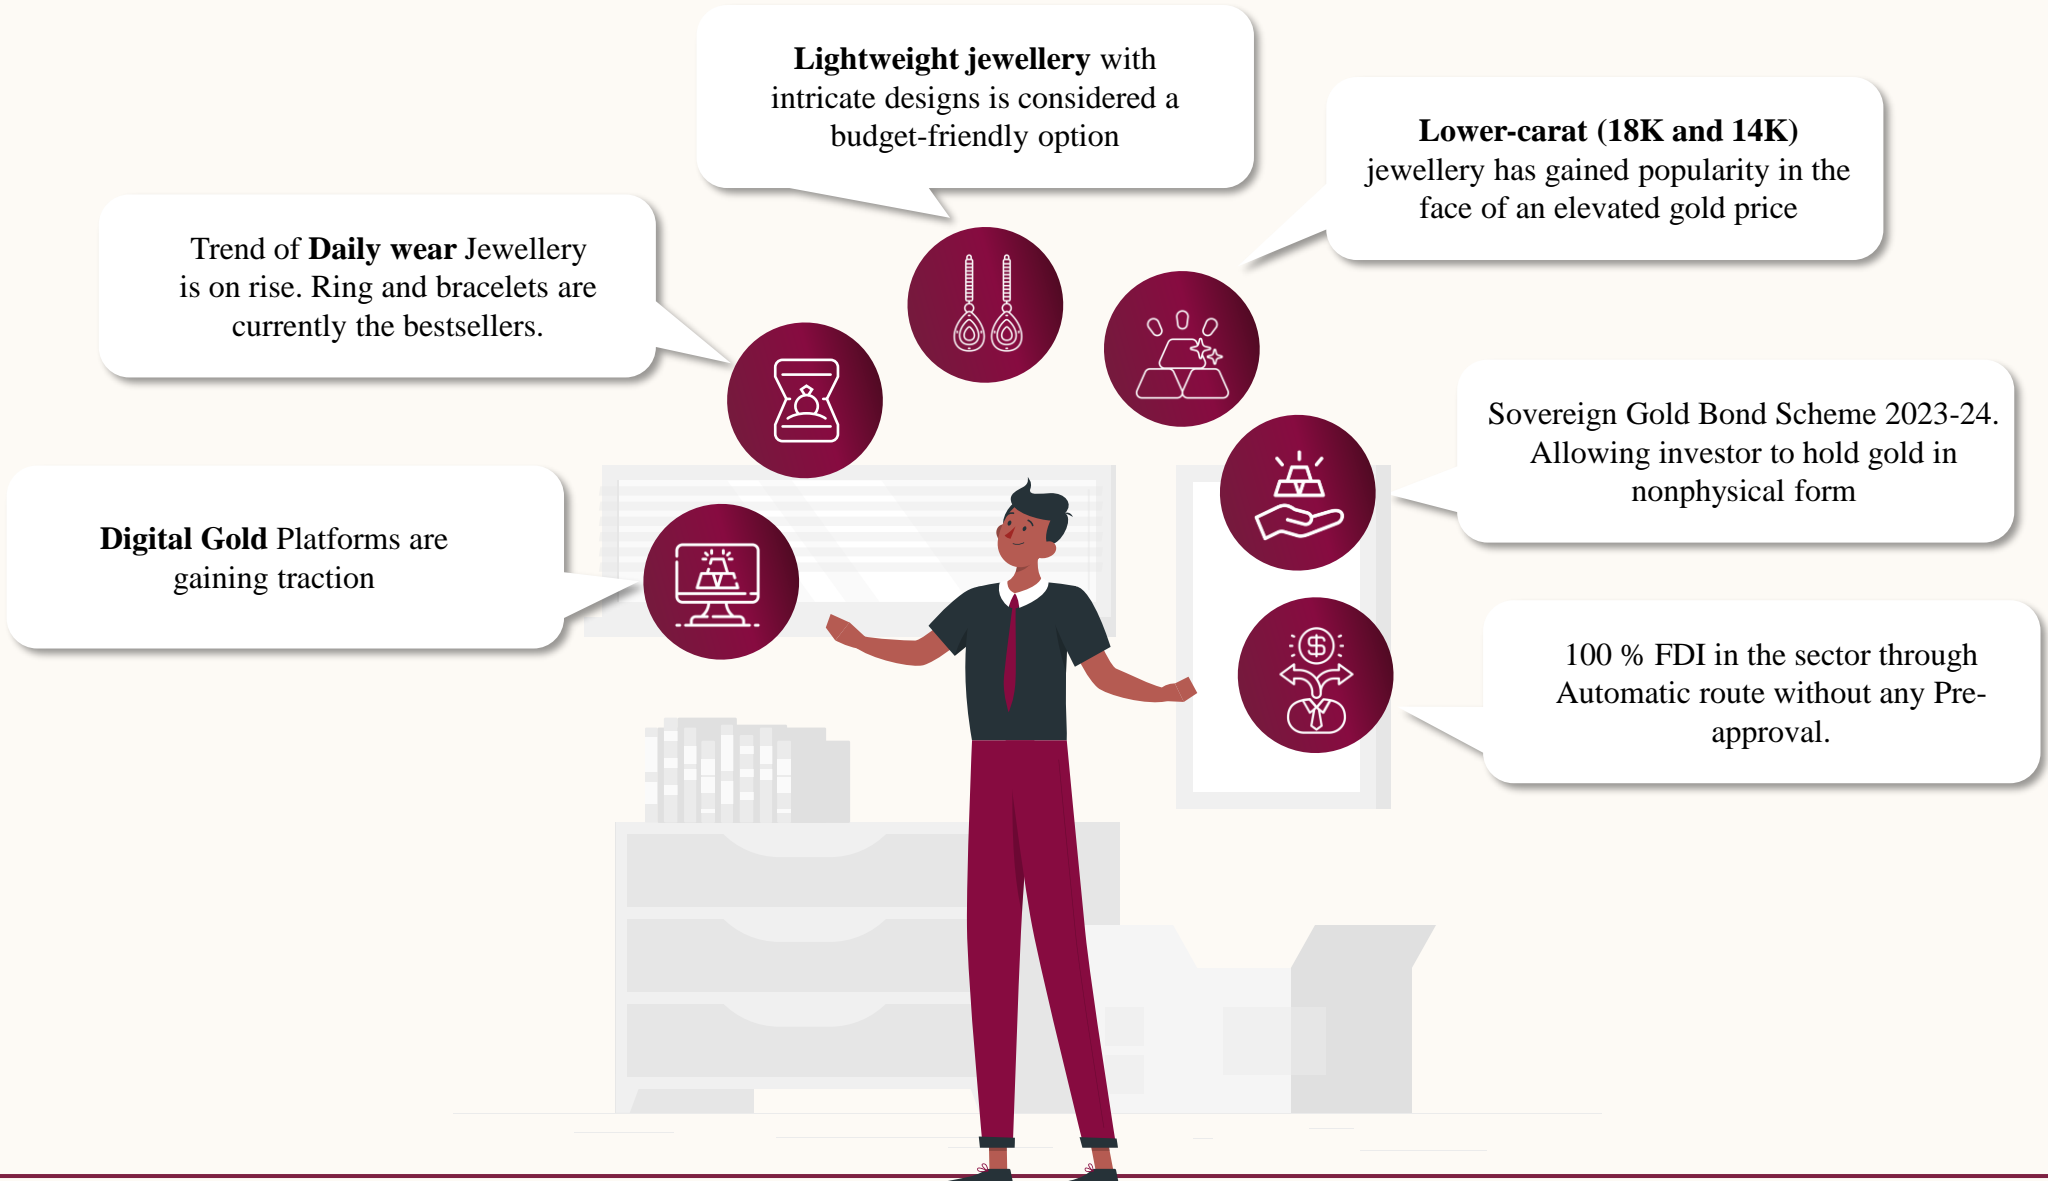 Lightweight jewellery with
intricate designs is considered a
budget-friendly option
Lower-carat (18K and 14K)
jewellery has gained popularity in the
face of an elevated gold price
Trend of Daily wear Jewellery
is on rise. Ring and bracelets are
currently the bestsellers.
Sovereign Gold Bond Scheme 2023-24.
Allowing investor to hold gold in
nonphysical form
Digital Gold Platforms are
gaining traction
100 % FDI in the sector through
Automatic route without any Pre-
approval.
$